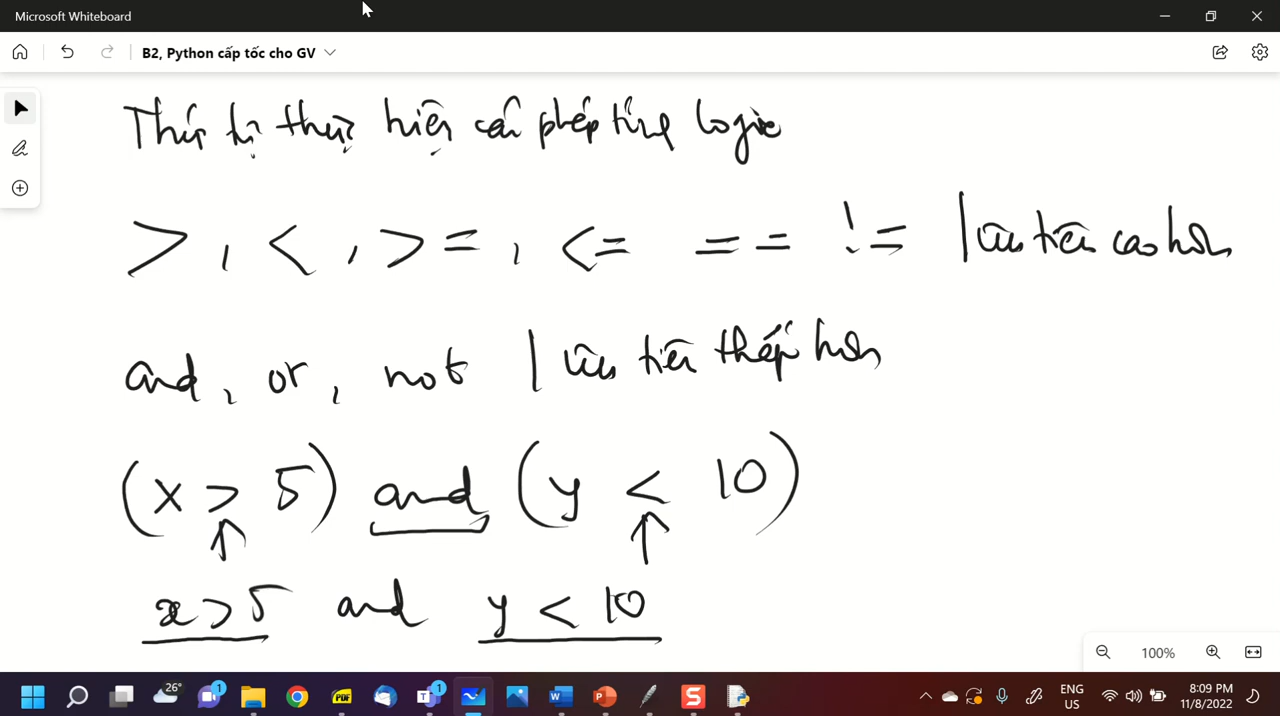 Microsoft Whiteboard
B2, Python cấp tốc cho GV
Thứ tự thực hiện các phép tính logic
>, <, >=, <= == != | ưu tiên cao hơn
and, or, not | ưu tiên thấp hơn
(x > 5) and (y < 10)
x > 5 and y < 10
100%
26°
1
1
ENG
US
8:09 PM
11/8/2022